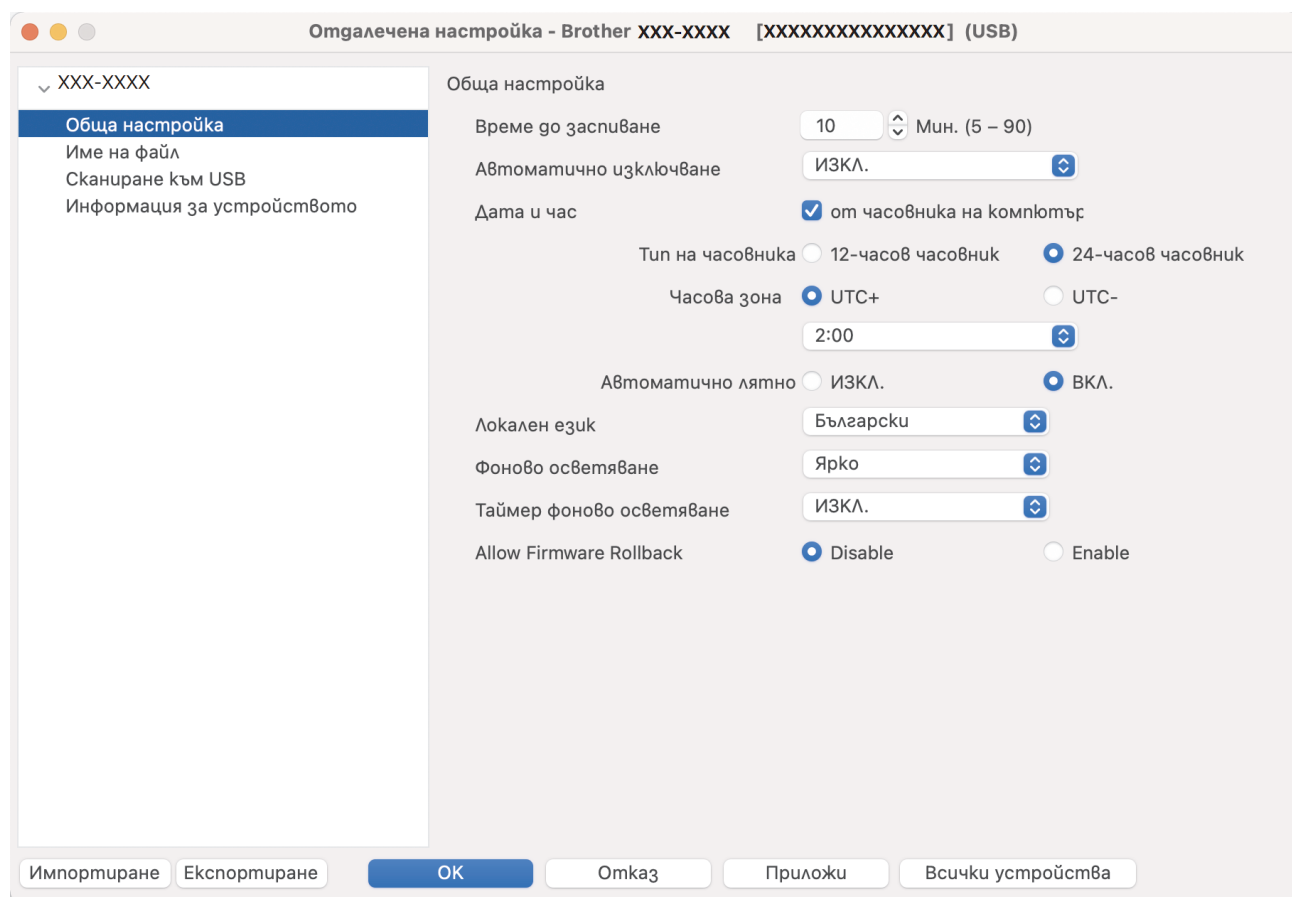 Отдалечена настройка - Brother XXX-XXXX [XXXXXXXXXXXXXXX] (USB)
XXX-XXXX
Обща настройка
Име на файл
Сканиране към USB
Информация за устройството
Обща настройка
Време до заспиване 10 Мин. (5 – 90)
Автоматично изключване ИЗКЛ.
Дата и час от часовника на компютър
Тип на часовника 12-часов часовник 24-часов часовник
Часова зона UTC+ UTC-
2:00
Автоматично лятно ИЗКЛ. ВКЛ.
Локален език Български
Фоново осветяване Ярко
Таймер фоново осветяване ИЗКЛ.
Allow Firmware Rollback Disable Enable
Импортиране Експортиране OK Отказ Приложи Всички устройства